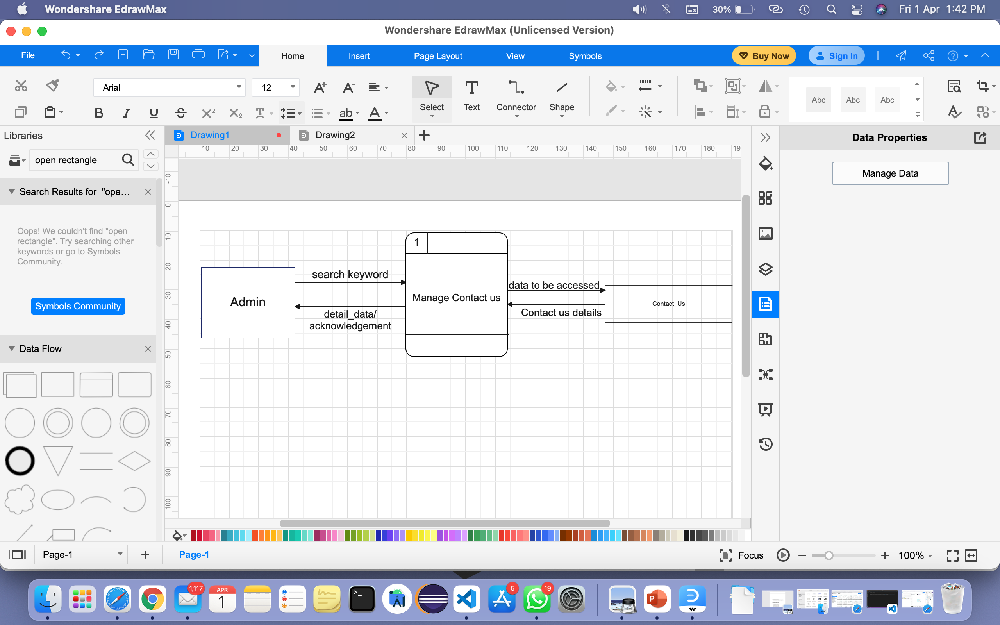 Wondershare EdrawMax
30%
Fri 1 Apr 1:42 PM
Wondershare EdrawMax (Unlicensed Version)
File
Home
Insert
Page Layout
View
Symbols
Buy Now
Sign In
Arial
12
Select
Text
Connector
Shape
Abc
Abc
Abc
Libraries
Drawing1
Drawing2
Data Properties
open rectangle
Manage Data
10 20 30 40 50 60 70 80 90 100 110 120 130 140 150 160 170 180 19
-10
0
10
20
30
40
50
60
70
80
90
100
Search Results for "ope...
Oops! We couldn't find "open
rectangle". Try searching other
keywords or go to Symbols
Community.
Symbols Community
Data Flow
1
Admin
search keyword
detail_data/
acknowledgement
Manage Contact us
data to be accessed
Contact us details
Contact_Us
Page-1
Page-1
Focus
100%
1,117
APR
1
5
19